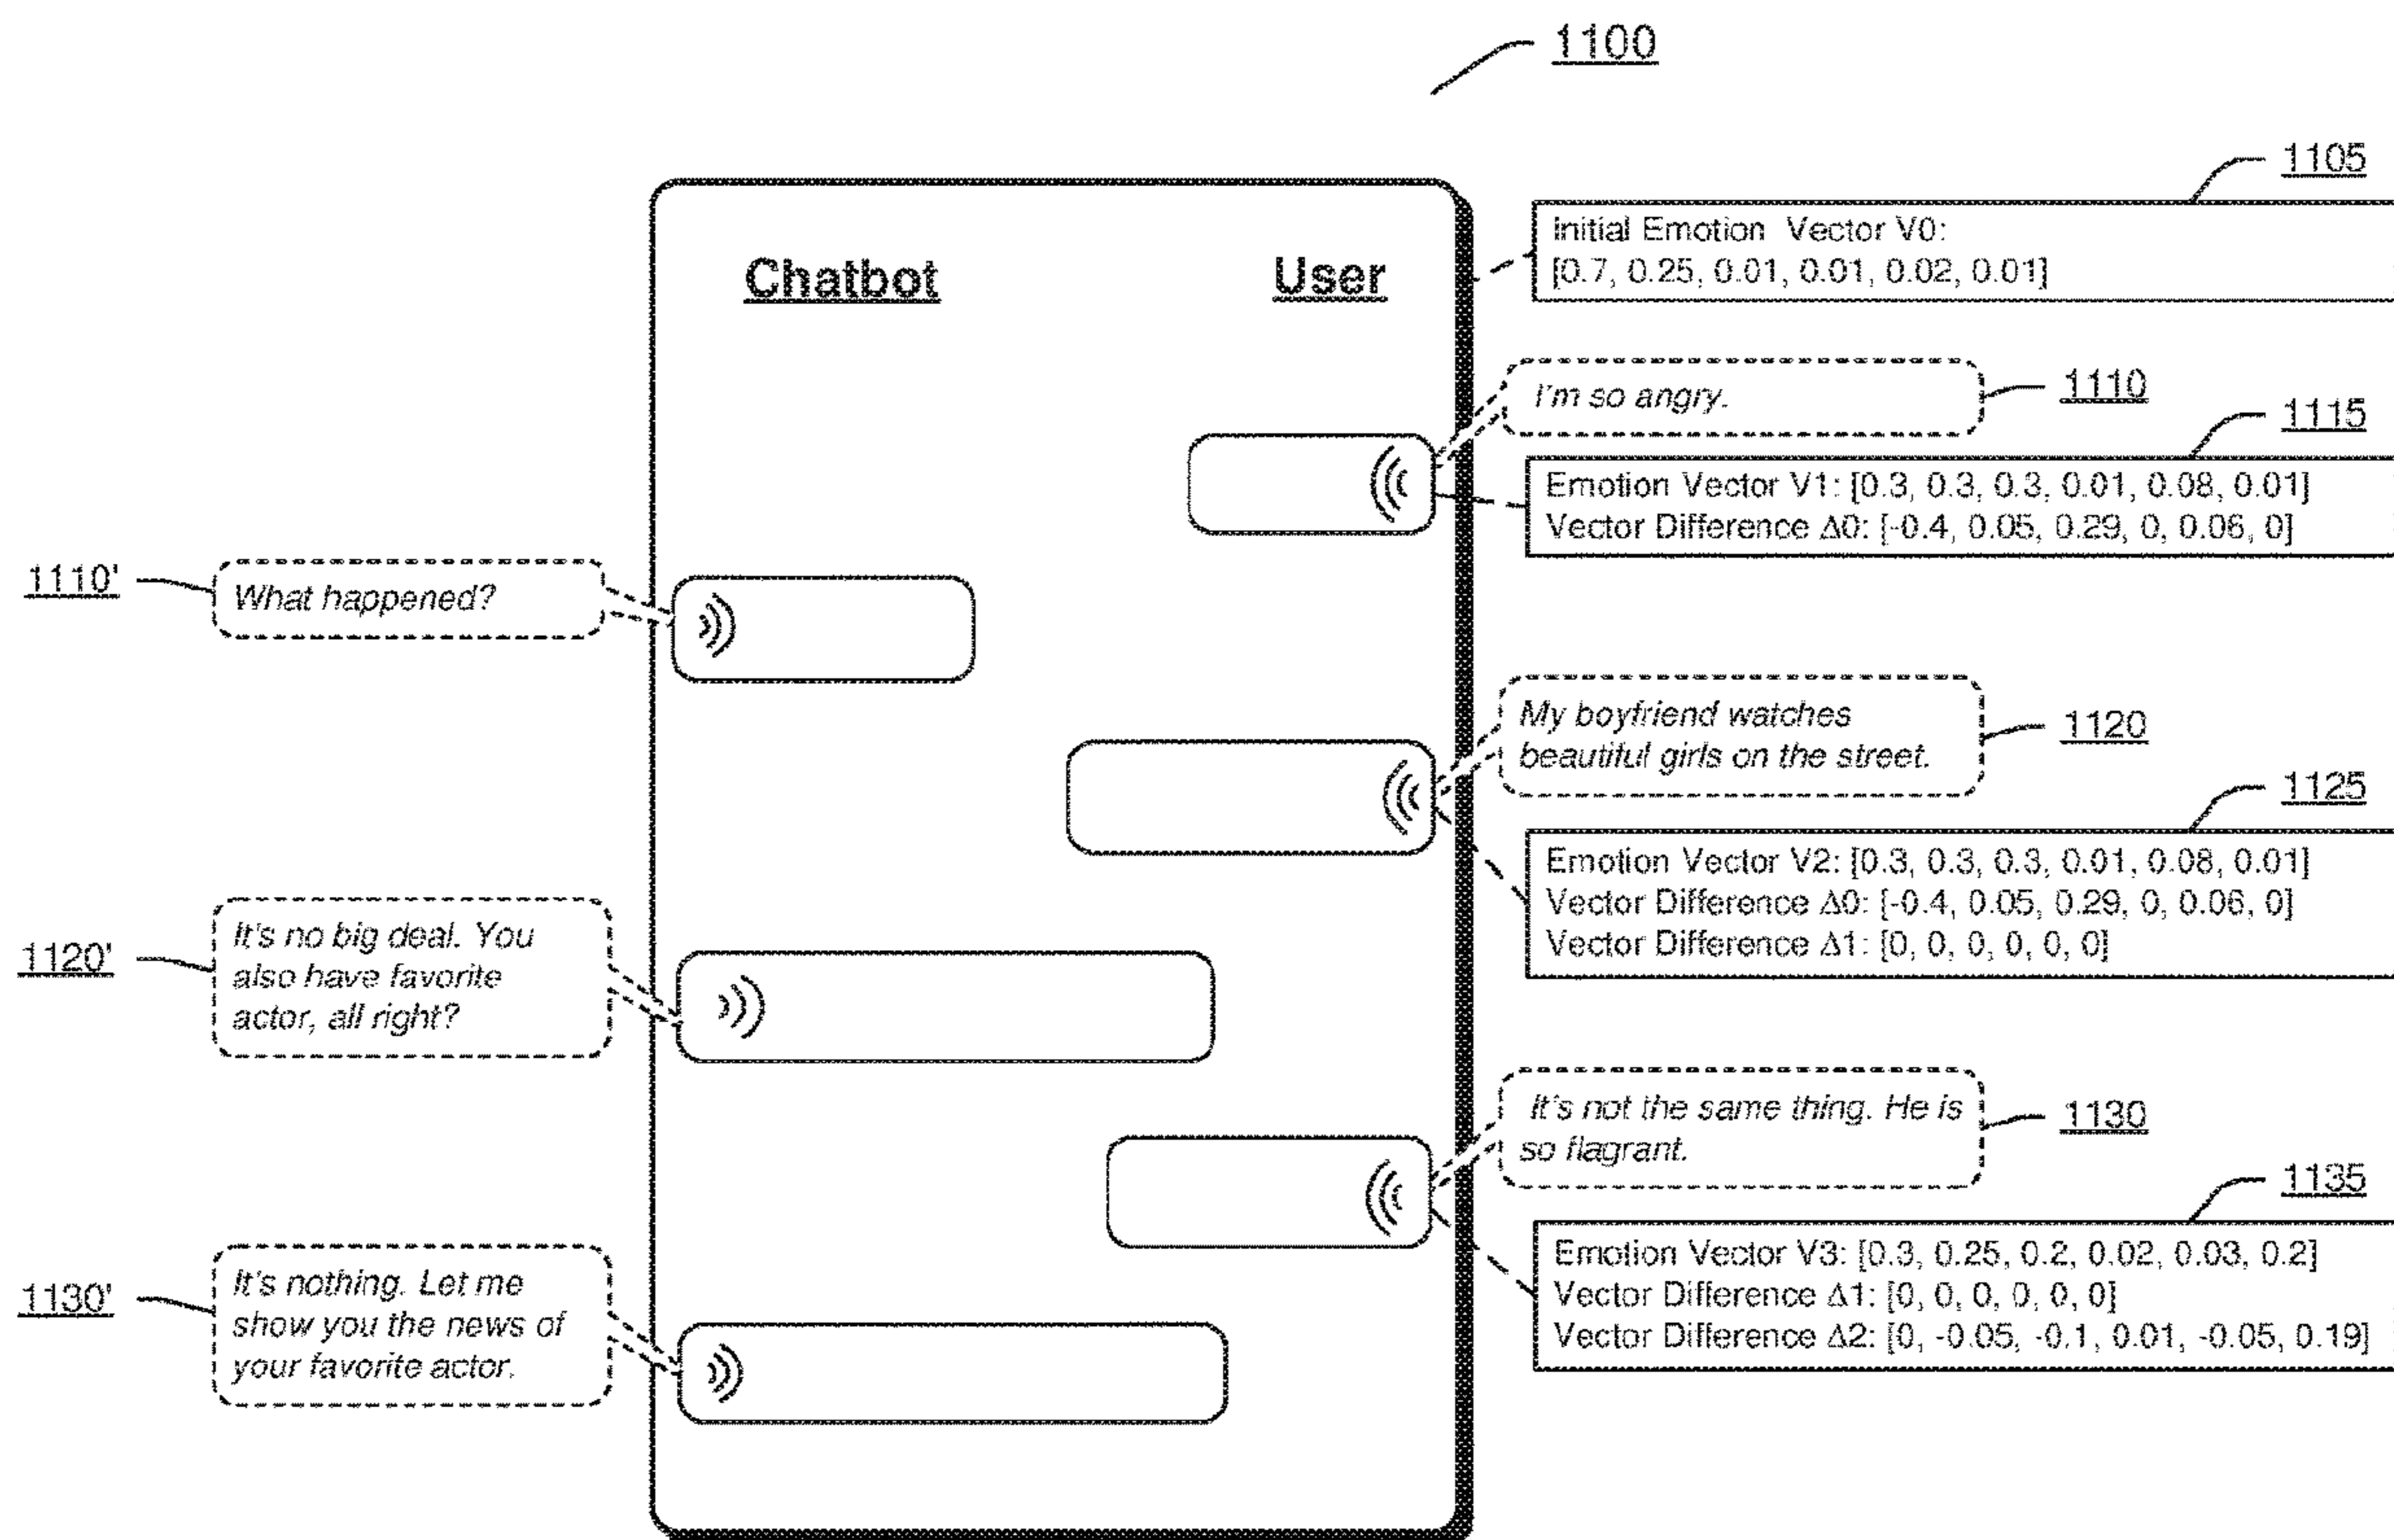 1100
1105
Initial Emotion Vector V0:
[0.7, 0.25, 0.01, 0.01, 0.02, 0.01]
Chatbot
User
I'm so angry.
1110
1115
Emotion Vector V1: [0.3, 0.3, 0.3, 0.01, 0.08, 0.01]
Vector Difference Δ0: [-0.4, 0.05, 0.29, 0, 0.06, 0]
1110'
What happened?
My boyfriend watches
beautiful girls on the street.
1120
1125
Emotion Vector V2: [0.3, 0.3, 0.3, 0.01, 0.08, 0.01]
Vector Difference Δ0: [-0.4, 0.05, 0.29, 0, 0.06, 0]
Vector Difference Δ1: [0, 0, 0, 0, 0, 0]
1120'
It's no big deal. You
also have favorite
actor, all right?
It's not the same thing. He is
so flagrant.
1130
1135
Emotion Vector V3: [0.3, 0.25, 0.2, 0.02, 0.03, 0.2]
Vector Difference Δ1: [0, 0, 0, 0, 0, 0]
Vector Difference Δ2: [0, -0.05, -0.1, 0.01, -0.05, 0.19]
1130'
It's nothing. Let me
show you the news of
your favorite actor.